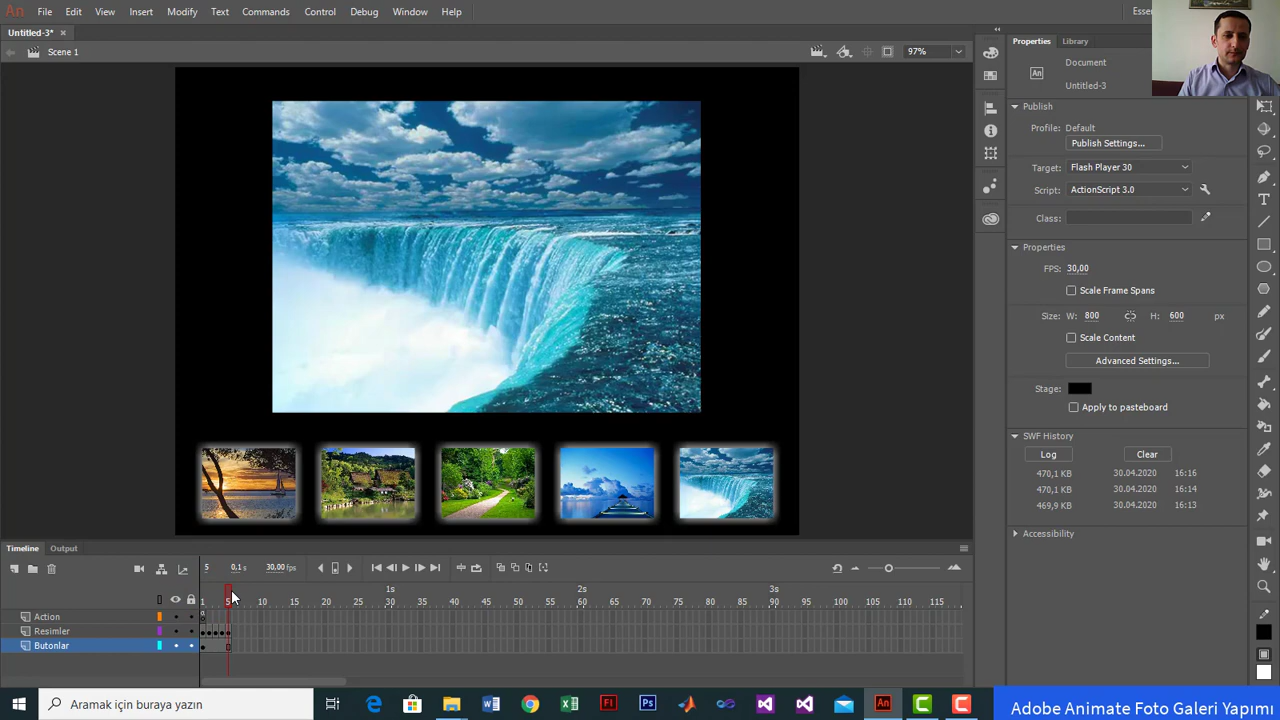 An File Edit View Insert Modify Text Commands Control Debug Window Help
Untitled-3* ×
Scene 1 97%
Properties Library
Document
Untitled-3
Publish
Profile: Default
Publish Settings...
Target: Flash Player 30
Script: ActionScript 3.0
Class:
Properties
FPS: 30,00
Scale Frame Spans
Size: W: 800 H: 600 px
Scale Content
Advanced Settings...
Stage:
Apply to pasteboard
SWF History
Log Clear
470,1 KB 30.04.2020 16:16
470,1 KB 30.04.2020 16:14
469,9 KB 30.04.2020 16:13
Accessibility
Timeline Output
5 0,1 s 30,00 fps
1s 2s 3s
1 5 10 15 20 25 30 35 40 45 50 55 60 65 70 75 80 85 90 95 100 105 110 115
Action
Resimler
Butonlar
Aramak için buraya yazın
Adobe Animate Foto Galeri Yapımı